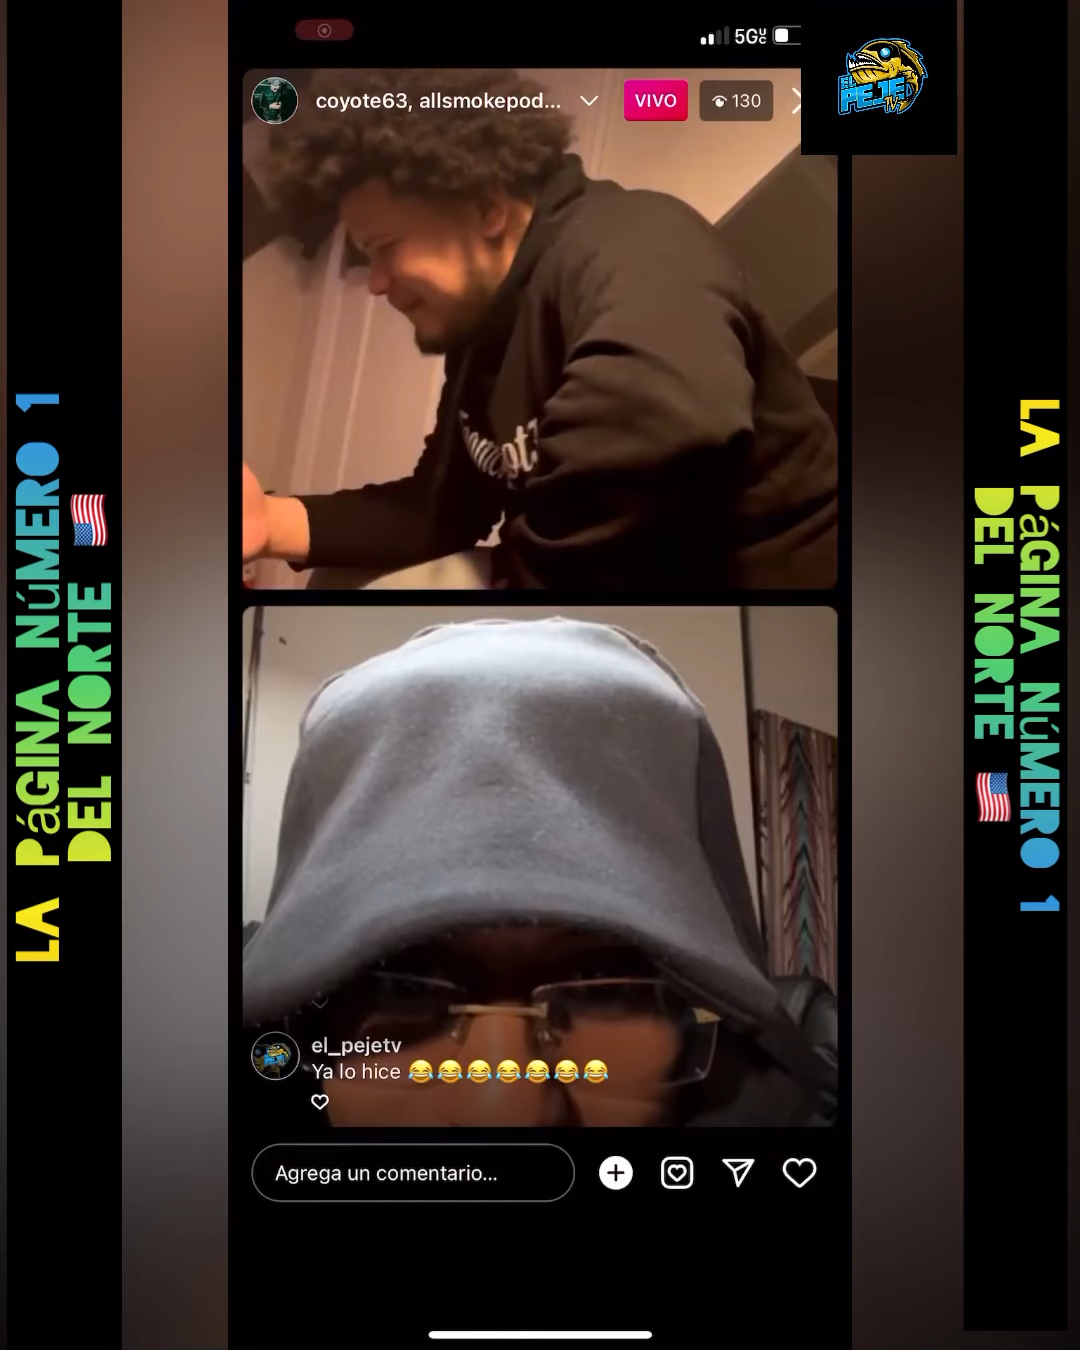 5G UC
coyote63, allsmokepod...
VIVO
130
EL
PEJE
TV
LA PáGINA NúMERO 1
DEL NORTE 🇺🇸
LA PáGINA NúMERO 1
DEL NORTE 🇺🇸
el_pejetv
Ya lo hice 😂😂😂😂😂😂😂
Agrega un comentario...